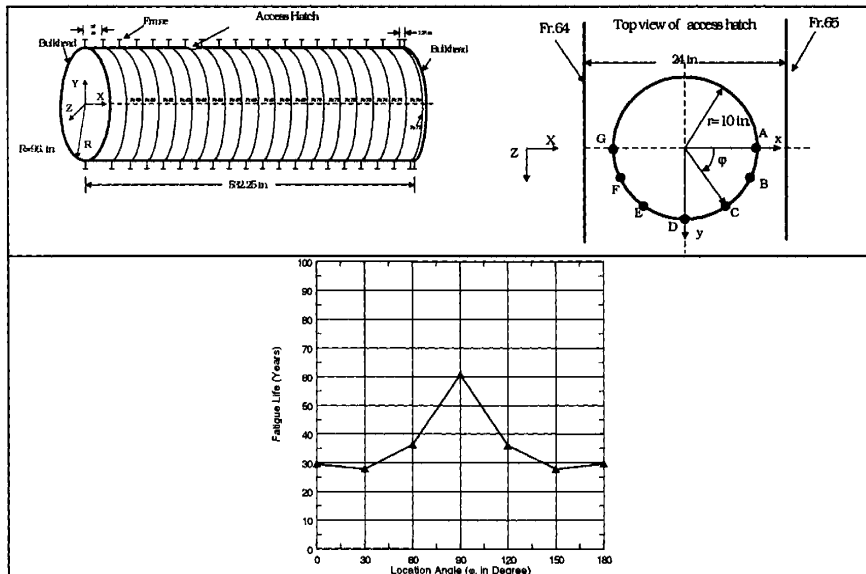 Frame
Access Hatch
Bulkhead
Bulkhead
Y
X
Z
R
R=96. in
532.25 in
Top view of access hatch
Fr.64
Fr.65
24 in
r=10 in.
X
Z
G
A
x
φ
F
B
E
C
D
y
Fatigue Life (Years)
100
90
80
70
60
50
40
30
20
10
0
0 30 60 90 120 150 180
Location Angle (φ, in Degree)